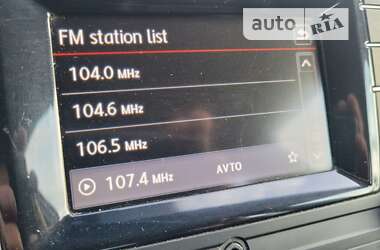 auto RIA
FM station list
104.0 MHz
104.6 MHz
106.5 MHz
107.4 MHz AVTO